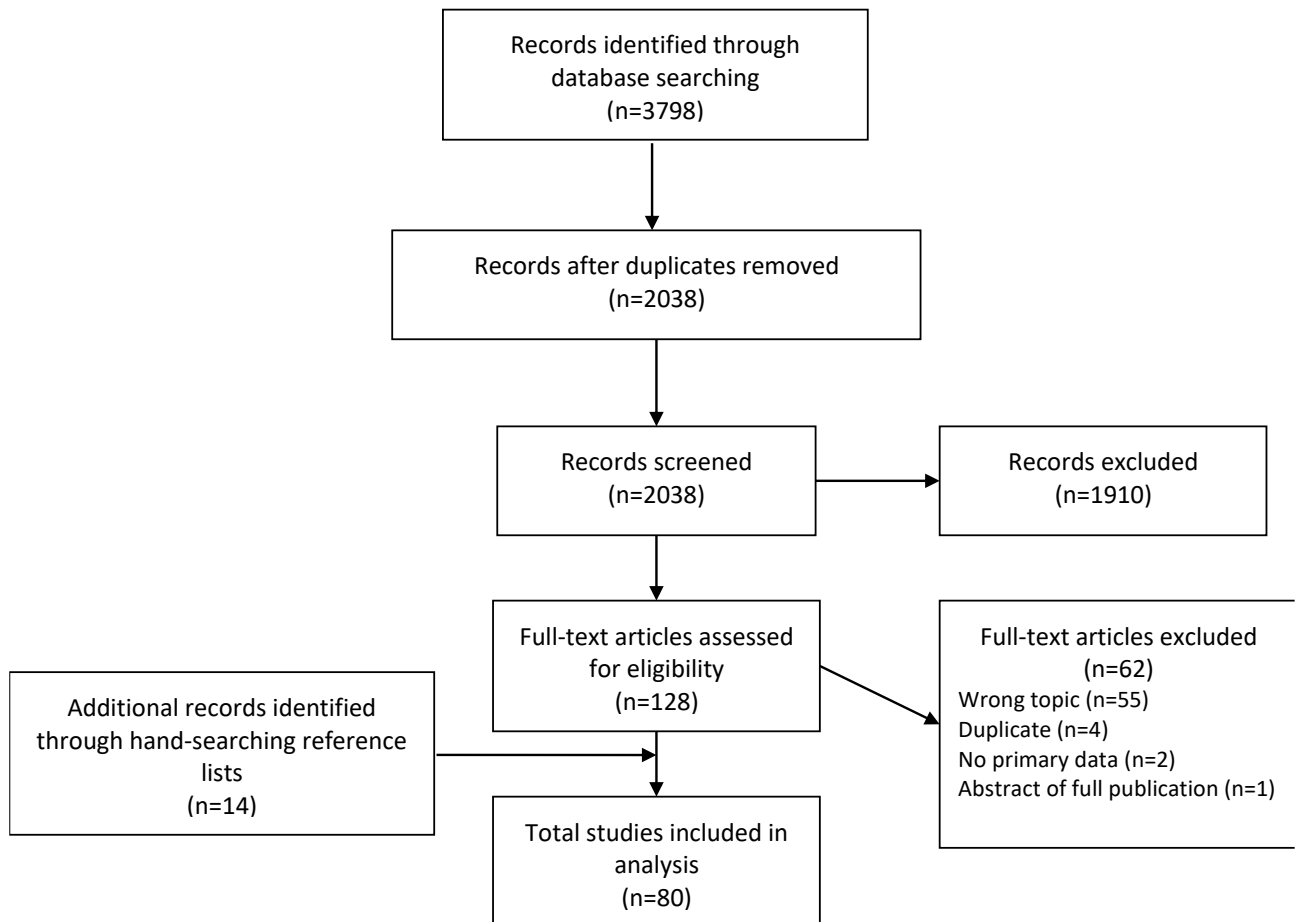 Records identified through
database searching
(n=3798)
Records after duplicates removed
(n=2038)
Records screened
(n=2038)
Records excluded
(n=1910)
Full-text articles assessed
for eligibility
(n=128)
Full-text articles excluded
(n=62)
Wrong topic (n=55)
Duplicate (n=4)
No primary data (n=2)
Abstract of full publication (n=1)
Additional records identified
through hand-searching reference
lists
(n=14)
Total studies included in
analysis
(n=80)